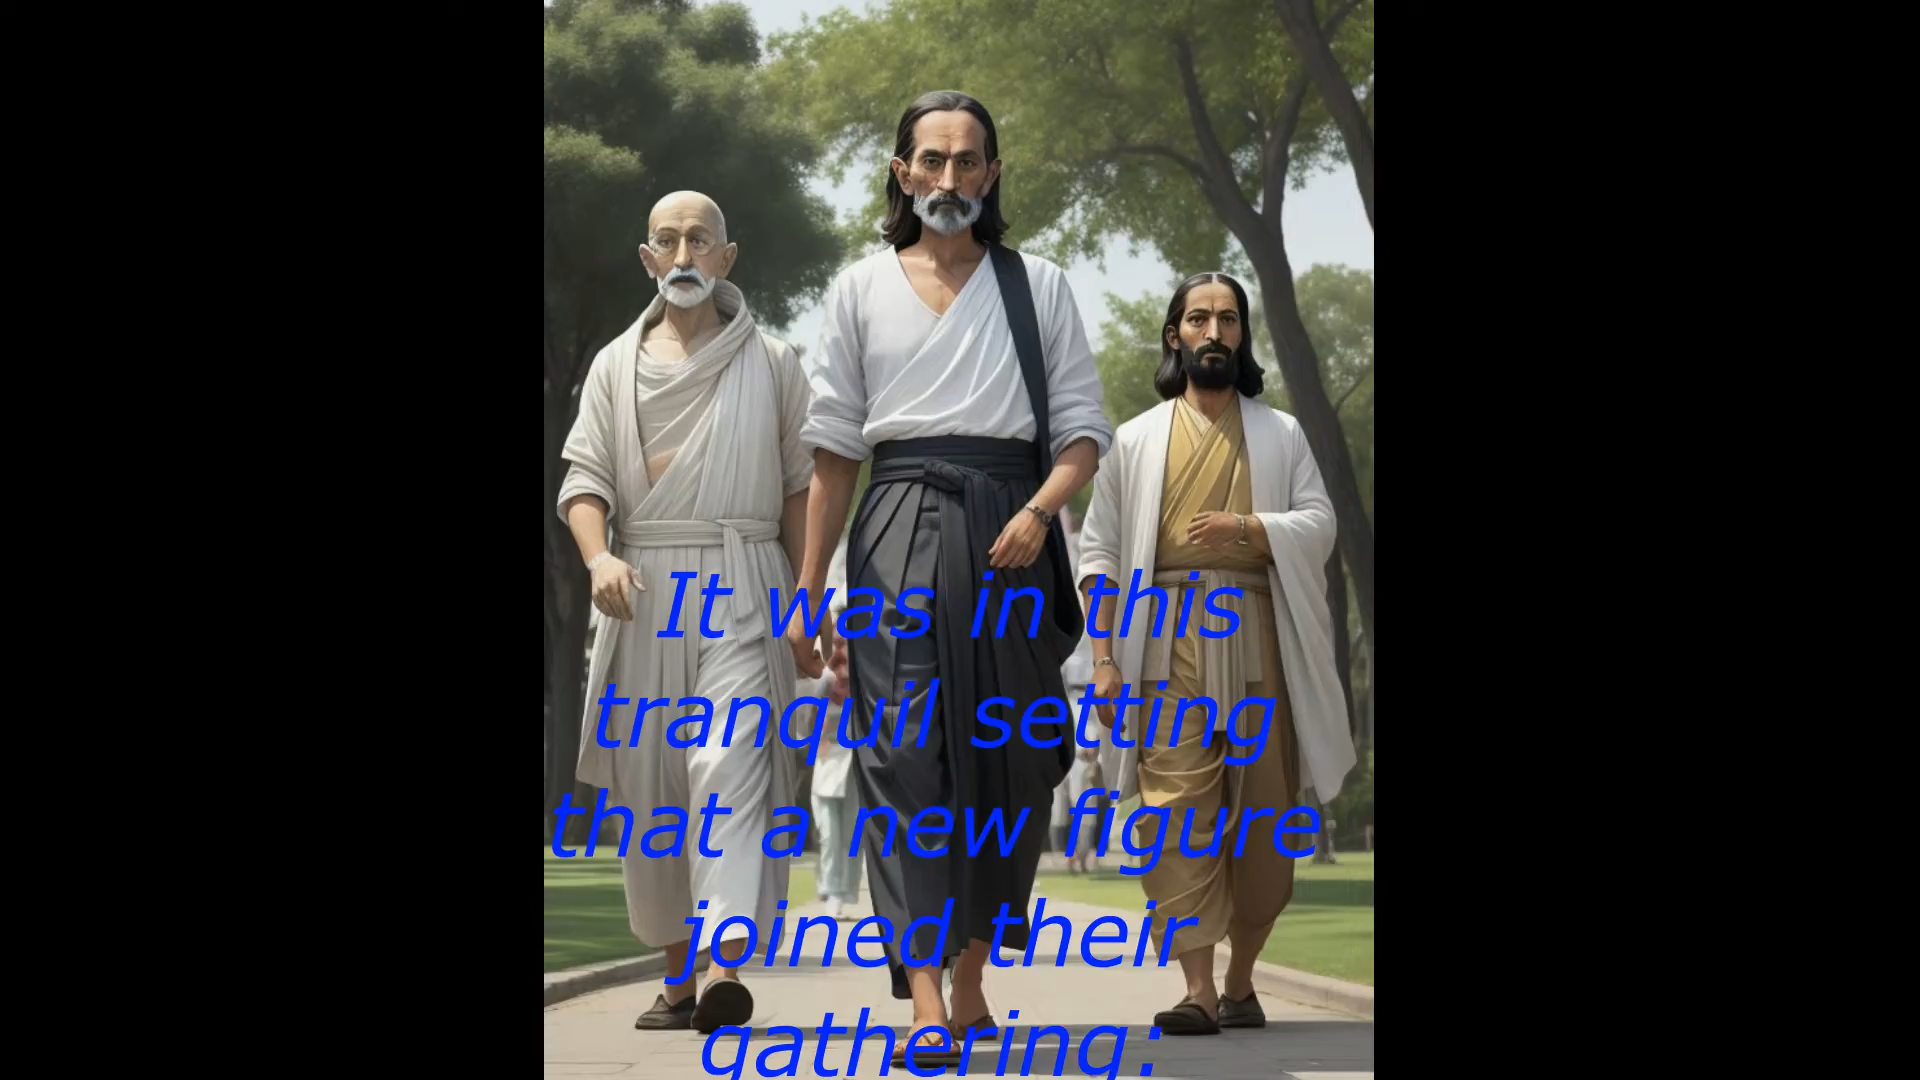 It was in this
tranquil setting
that a new figure
joined their
gathering: